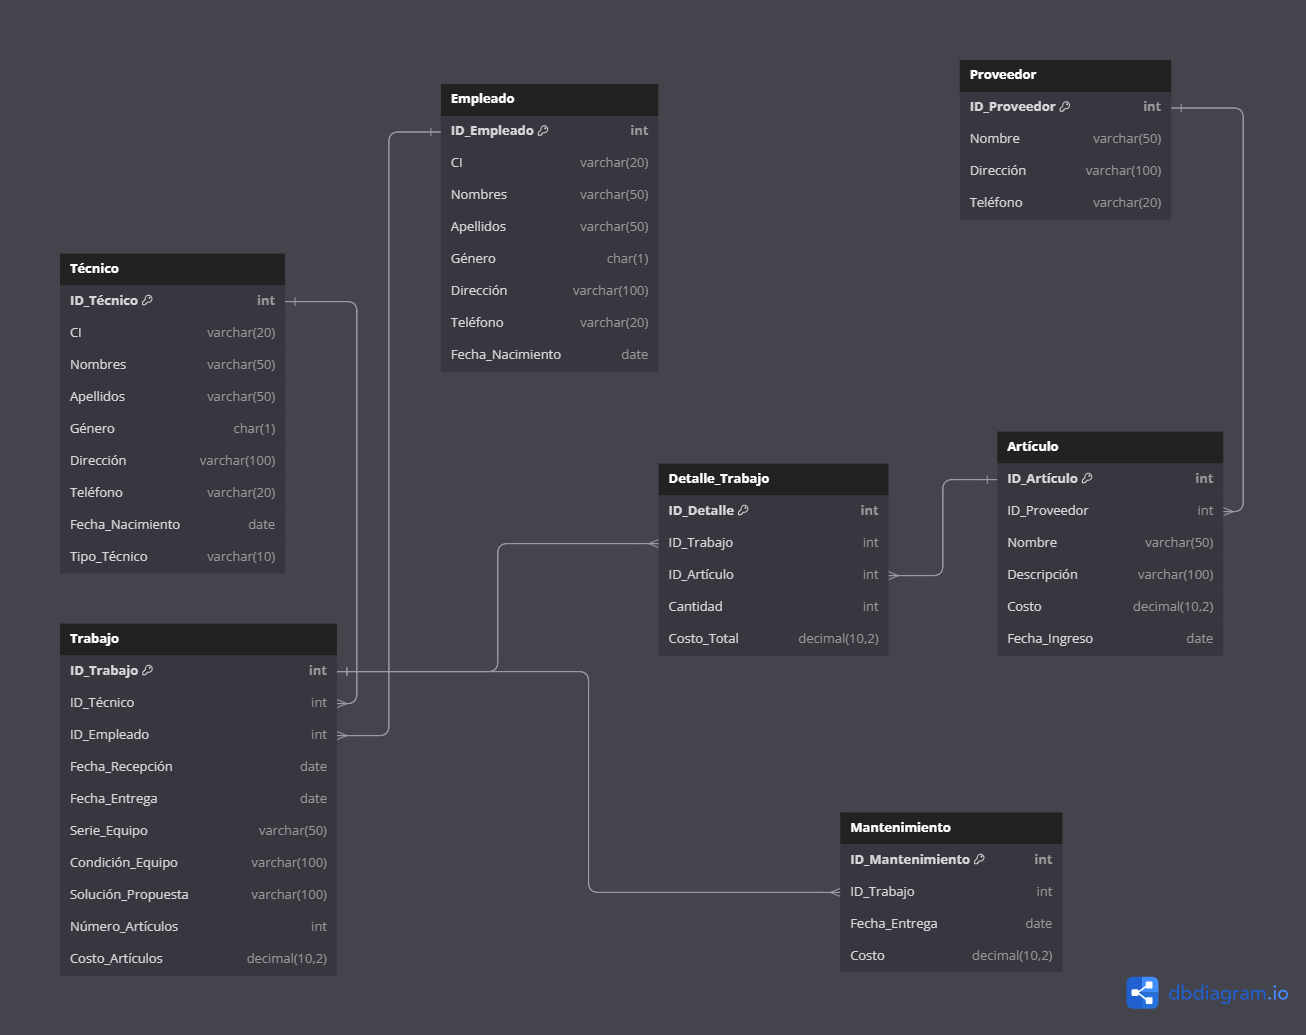 Empleado
ID_Empleado int
CI varchar(20)
Nombres varchar(50)
Apellidos varchar(50)
Género char(1)
Dirección varchar(100)
Teléfono varchar(20)
Fecha_Nacimiento date
Proveedor
ID_Proveedor int
Nombre varchar(50)
Dirección varchar(100)
Teléfono varchar(20)
Técnico
ID_Técnico int
CI varchar(20)
Nombres varchar(50)
Apellidos varchar(50)
Género char(1)
Dirección varchar(100)
Teléfono varchar(20)
Fecha_Nacimiento date
Tipo_Técnico varchar(10)
Detalle_Trabajo
ID_Detalle int
ID_Trabajo int
ID_Artículo int
Cantidad int
Costo_Total decimal(10,2)
Artículo
ID_Artículo int
ID_Proveedor int
Nombre varchar(50)
Descripción varchar(100)
Costo decimal(10,2)
Fecha_Ingreso date
Trabajo
ID_Trabajo int
ID_Técnico int
ID_Empleado int
Fecha_Recepción date
Fecha_Entrega date
Serie_Equipo varchar(50)
Condición_Equipo varchar(100)
Solución_Propuesta varchar(100)
Número_Artículos int
Costo_Artículos decimal(10,2)
Mantenimiento
ID_Mantenimiento int
ID_Trabajo int
Fecha_Entrega date
Costo decimal(10,2)
dbdiagram.io